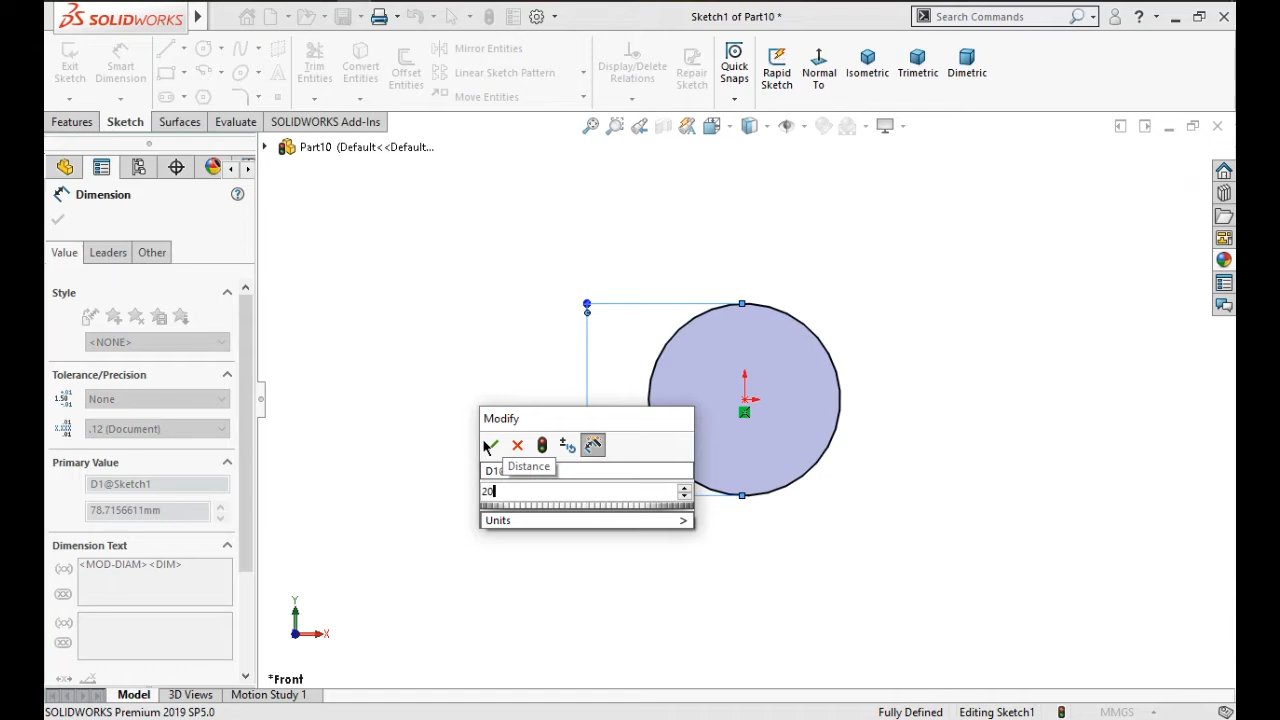 SOLIDWORKS
Sketch1 of Part10 *
Search Commands
Exit Sketch
Smart Dimension
Trim Entities
Convert Entities
Offset Entities
Mirror Entities
Linear Sketch Pattern
Move Entities
Display/Delete Relations
Repair Sketch
Quick Snaps
Rapid Sketch
Normal To
Isometric
Trimetric
Dimetric
Features
Sketch
Surfaces
Evaluate
SOLIDWORKS Add-Ins
Part10 (Default<<Default...
Dimension
Value
Leaders
Other
Style
<NONE>
Tolerance/Precision
None
.12 (Document)
Primary Value
D1@Sketch1
78.7156611mm
Dimension Text
<MOD-DIAM><DIM>
Modify
Distance
D1@
20
Units
Y
X
*Front
Model
3D Views
Motion Study 1
SOLIDWORKS Premium 2019 SP5.0
Fully Defined
Editing Sketch1
MMGS